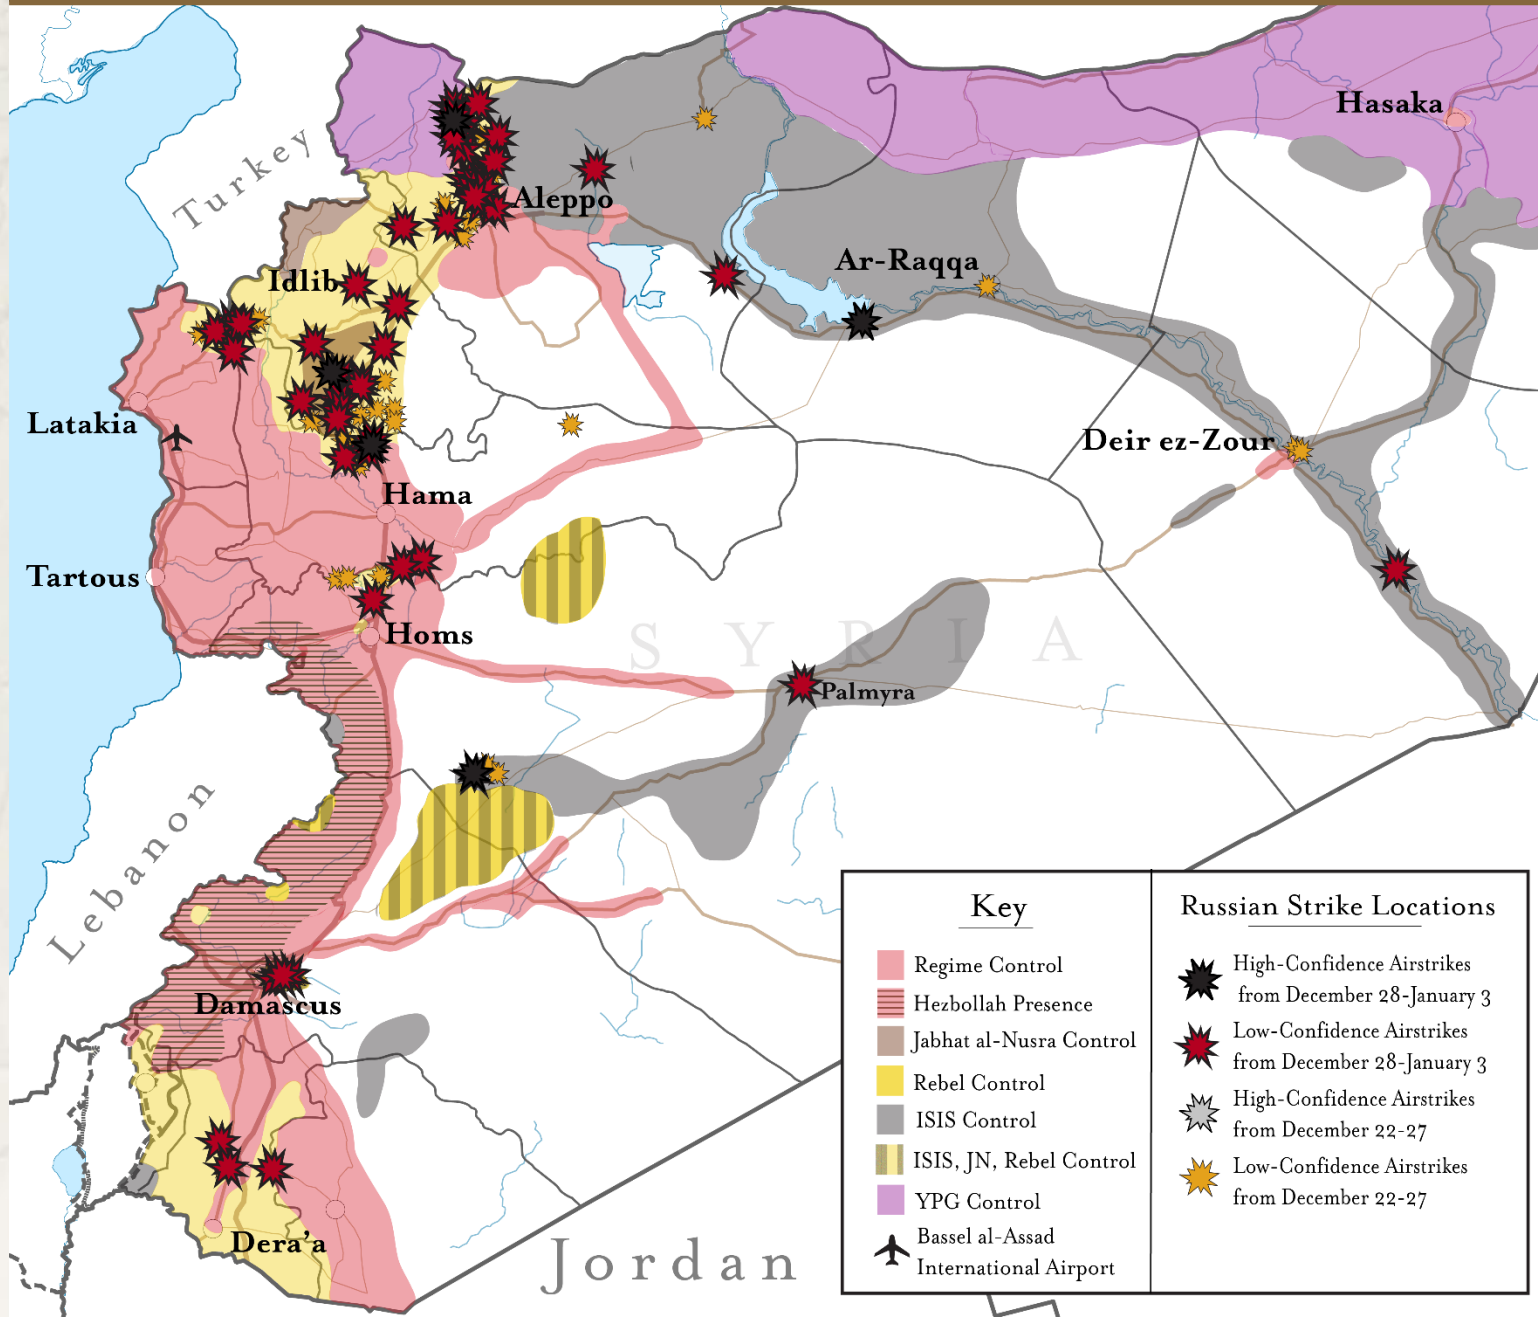 Hasaka
Turkey
Aleppo
Ar-Raqqa
Idlib
Latakia
Deir ez-Zour
Hama
Tartous
Homs
SYRIA
Palmyra
Lebanon
Damascus
Dera'a
Jordan
Key
Regime Control
Hezbollah Presence
Jabhat al-Nusra Control
Rebel Control
ISIS Control
ISIS, JN, Rebel Control
YPG Control
Bassel al-Assad
International Airport
Russian Strike Locations
High-Confidence Airstrikes
from December 28-January 3
Low-Confidence Airstrikes
from December 28-January 3
High-Confidence Airstrikes
from December 22-27
Low-Confidence Airstrikes
from December 22-27